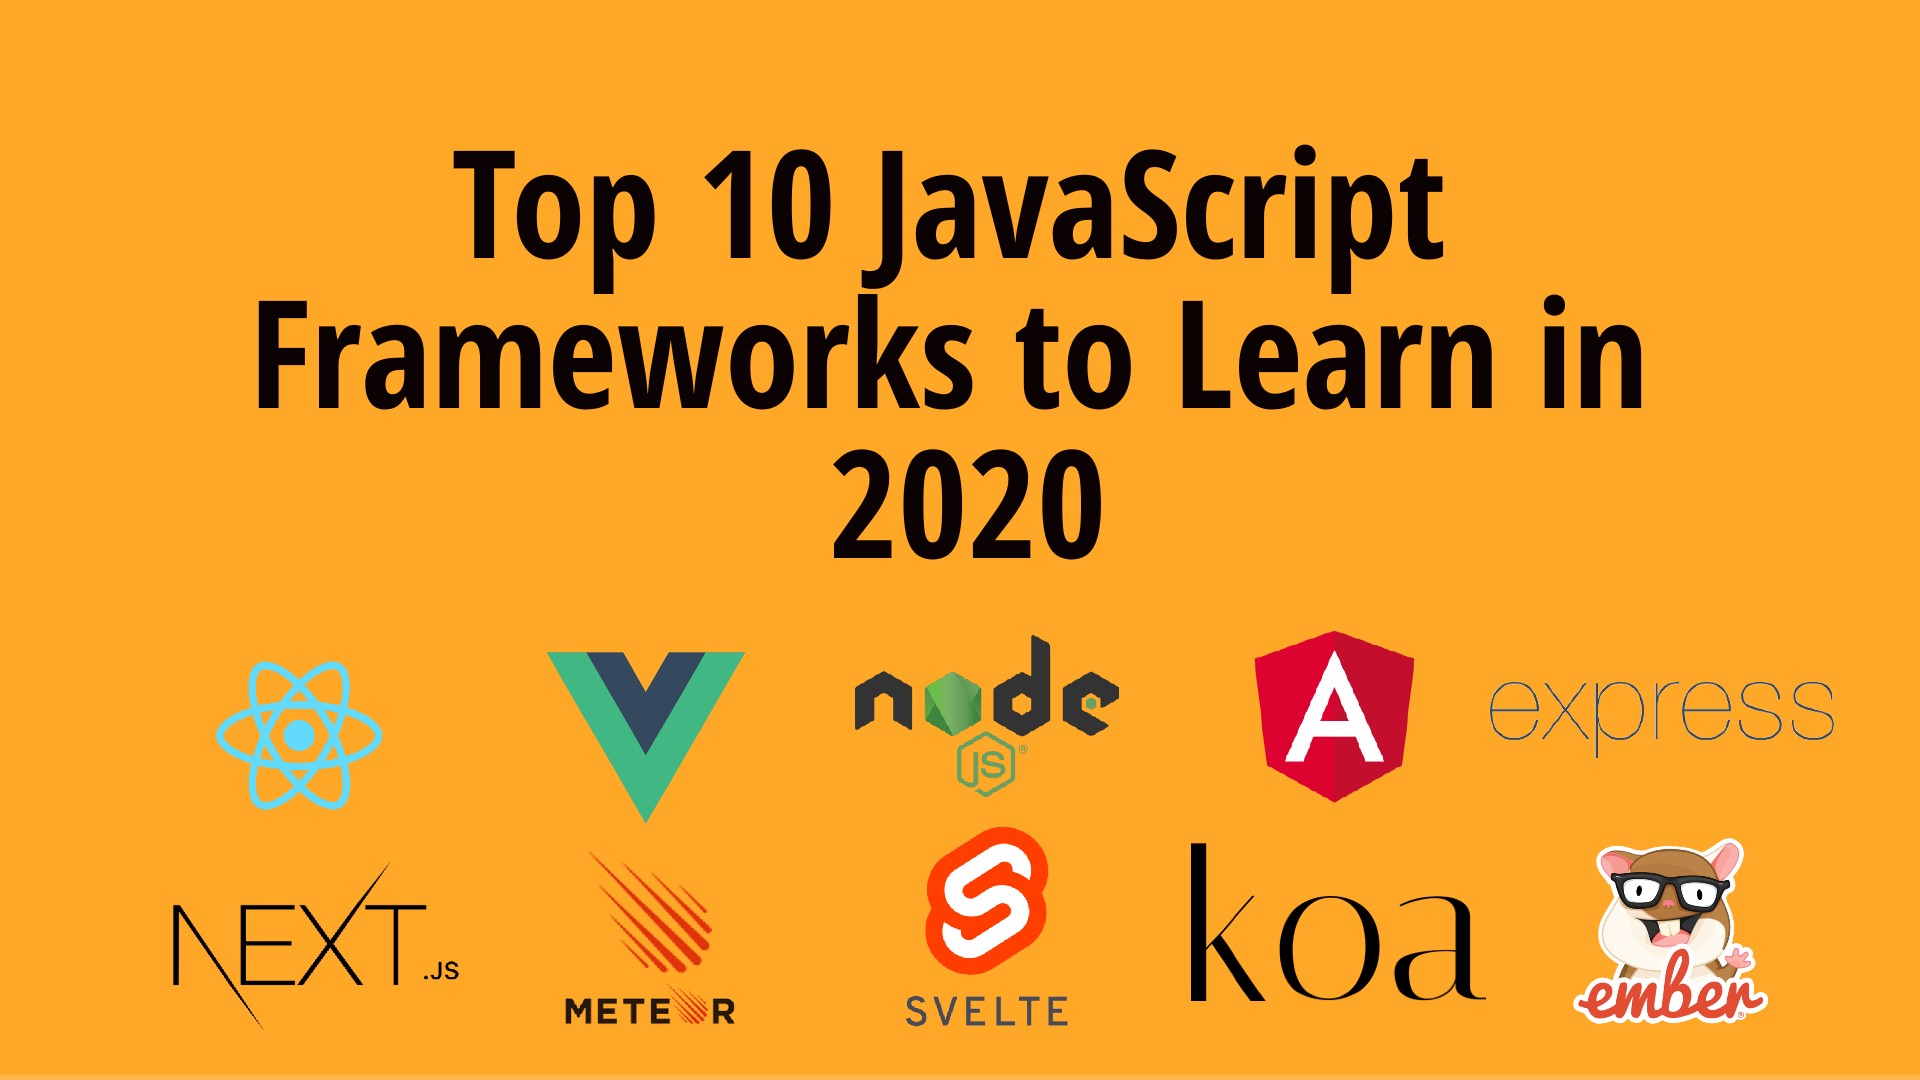 Top 10 JavaScript
Frameworks to Learn in
2020
node
JS®
A
express
NEXT.JS
METEOR
S
SVELTE
koa
ember®